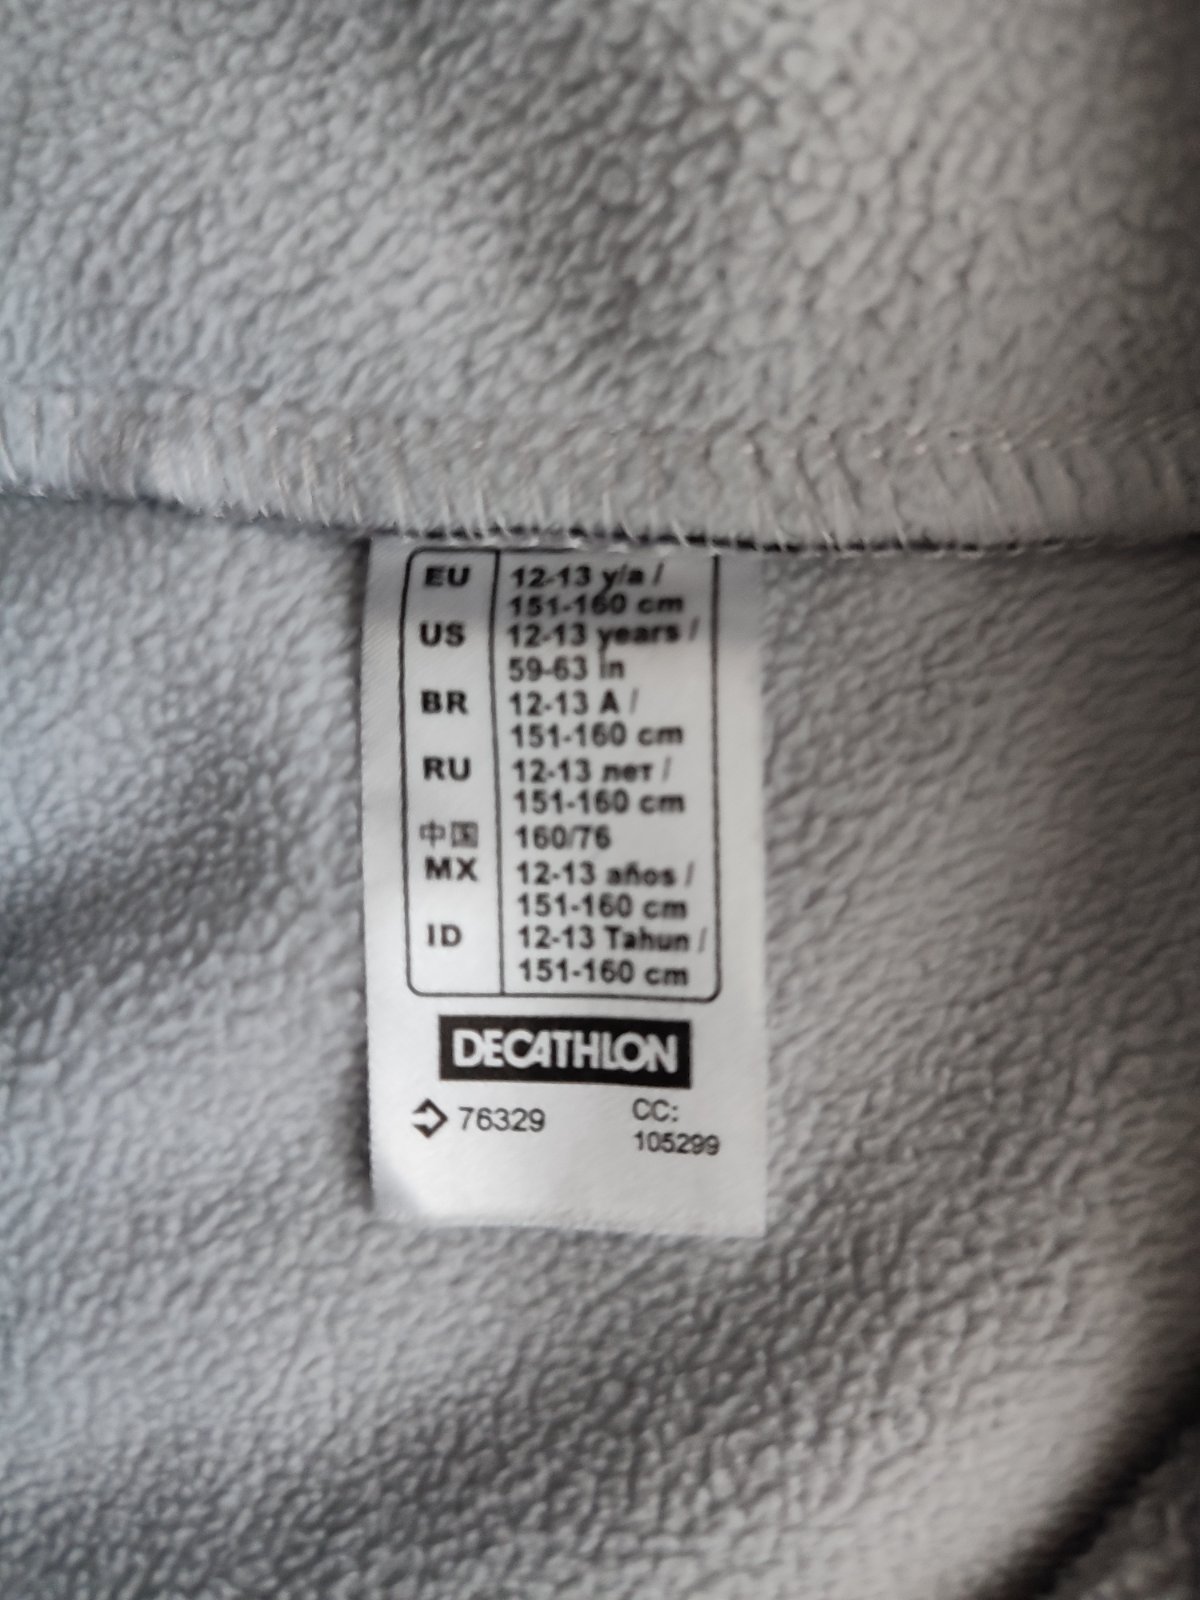 EU 12-13 y/a /
151-160 cm
US 12-13 years /
59-63 in
BR 12-13 A /
151-160 cm
RU 12-13 лет /
151-160 cm
中国 160/76
MX 12-13 años /
151-160 cm
ID 12-13 Tahun /
151-160 cm
DECATHLON
76329 CC:
105299